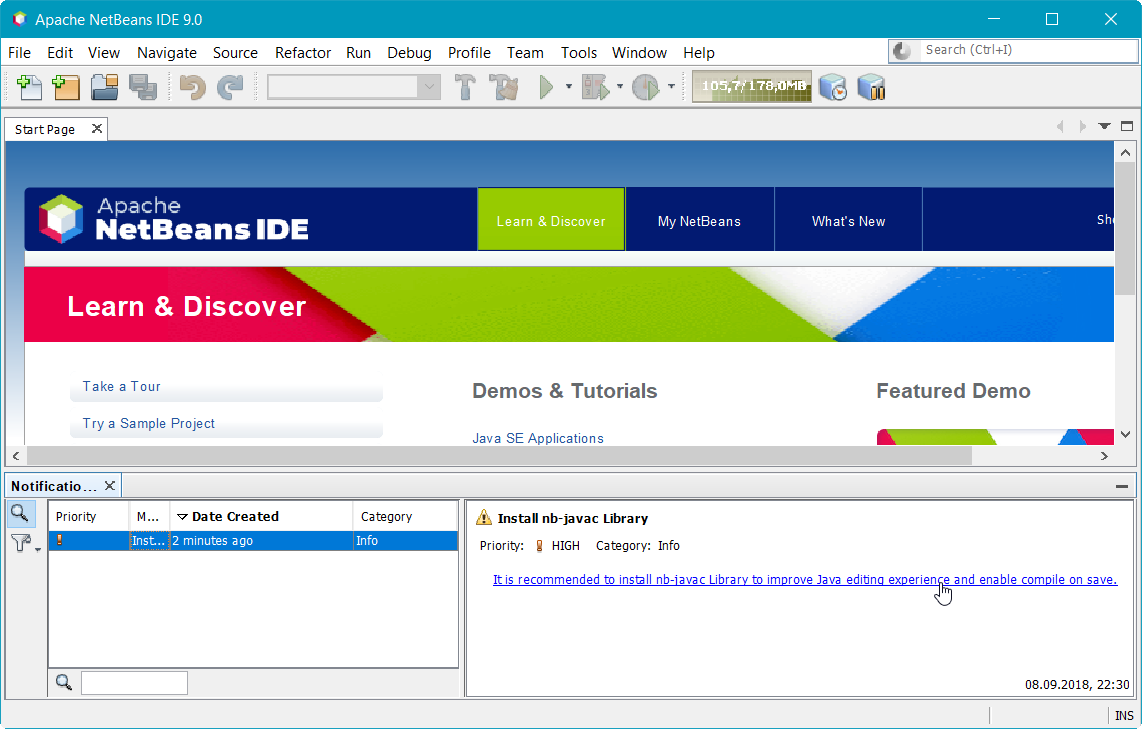 Apache NetBeans IDE 9.0
File Edit View Navigate Source Refactor Run Debug Profile Team Tools Window Help
Search (Ctrl+I)
105,7/178,0MB
Start Page
Apache
NetBeans IDE
Learn & Discover
My NetBeans
What's New
Sho
Learn & Discover
Take a Tour
Demos & Tutorials
Featured Demo
Try a Sample Project
Java SE Applications
Notificatio...
Priority M... Date Created Category
Inst... 2 minutes ago Info
Install nb-javac Library
Priority: HIGH Category: Info
It is recommended to install nb-javac Library to improve Java editing experience and enable compile on save.
08.09.2018, 22:30
INS